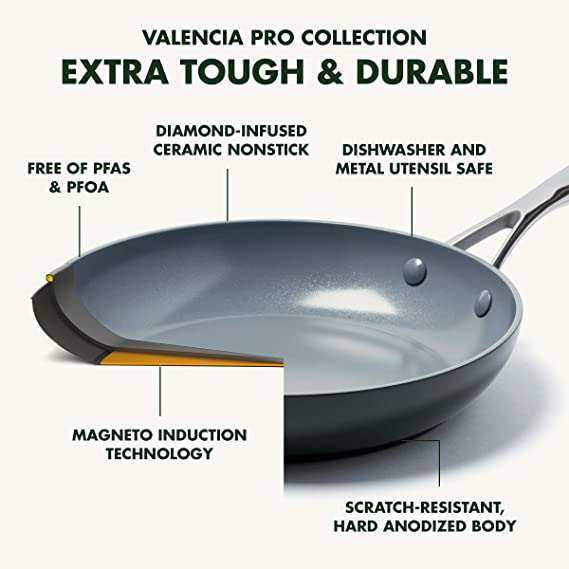 VALENCIA PRO COLLECTION
EXTRA TOUGH & DURABLE
DIAMOND-INFUSED
CERAMIC NONSTICK
DISHWASHER AND
METAL UTENSIL SAFE
FREE OF PFAS
& PFOA
MAGNETO INDUCTION
TECHNOLOGY
SCRATCH-RESISTANT,
HARD ANODIZED BODY